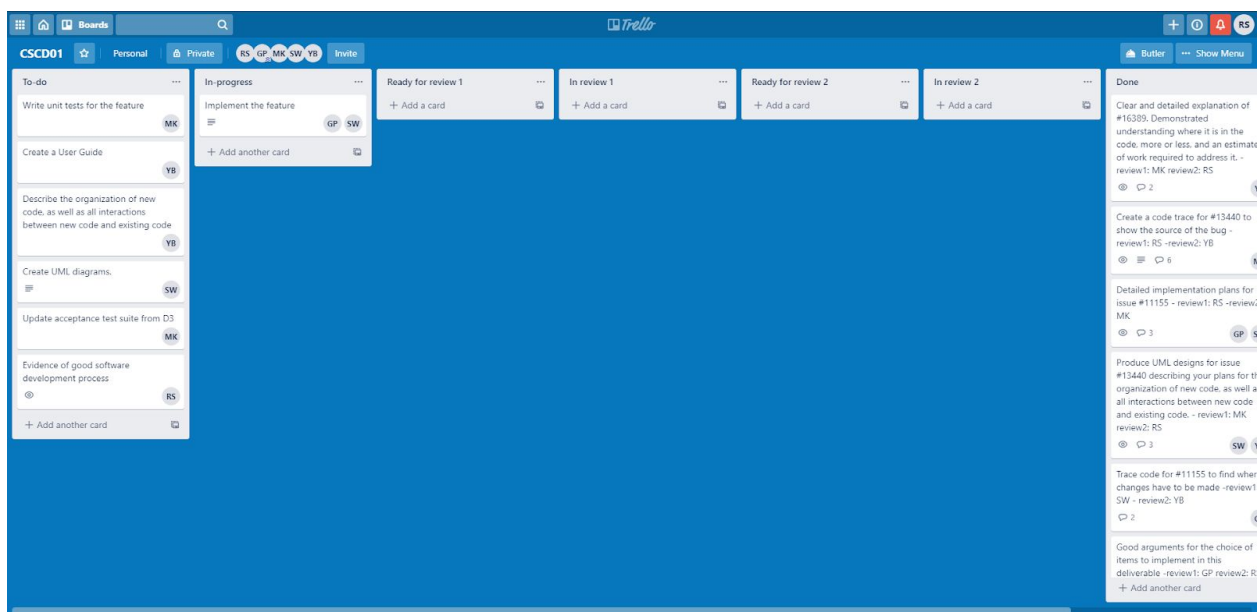 Boards
Trello
RS
CSCD01
Personal
Private
RS GP MK SW YB
Invite
Butler
Show Menu
To-do
Write unit tests for the feature
MK
Create a User Guide
YB
Describe the organization of new
code, as well as all interactions
between new code and existing code
YB
Create UML diagrams.
SW
Update acceptance test suite from D3
MK
Evidence of good software
development process
RS
+ Add another card
In-progress
Implement the feature
GP SW
+ Add another card
Ready for review 1
+ Add a card
In review 1
+ Add a card
Ready for review 2
+ Add a card
In review 2
+ Add a card
Done
Clear and detailed explanation of
#16389. Demonstrated
understanding where it is in the
code, more or less, and an estimate
of work required to address it. -
review1: MK review2: RS
2
Create a code trace for #13440 to
show the source of the bug -
review1: RS -review2: YB
6
Detailed implementation plans for
issue #11155 - review1: RS -review2
MK
3
GP
Produce UML designs for issue
#13440 describing your plans for th
organization of new code, as well a
all interactions between new code
and existing code. - review1: MK
review2: RS
3
SW
Trace code for #11155 to find wher
changes have to be made -review1
SW - review2: YB
2
Good arguments for the choice of
items to implement in this
deliverable -review1: GP review2: R
+ Add another card